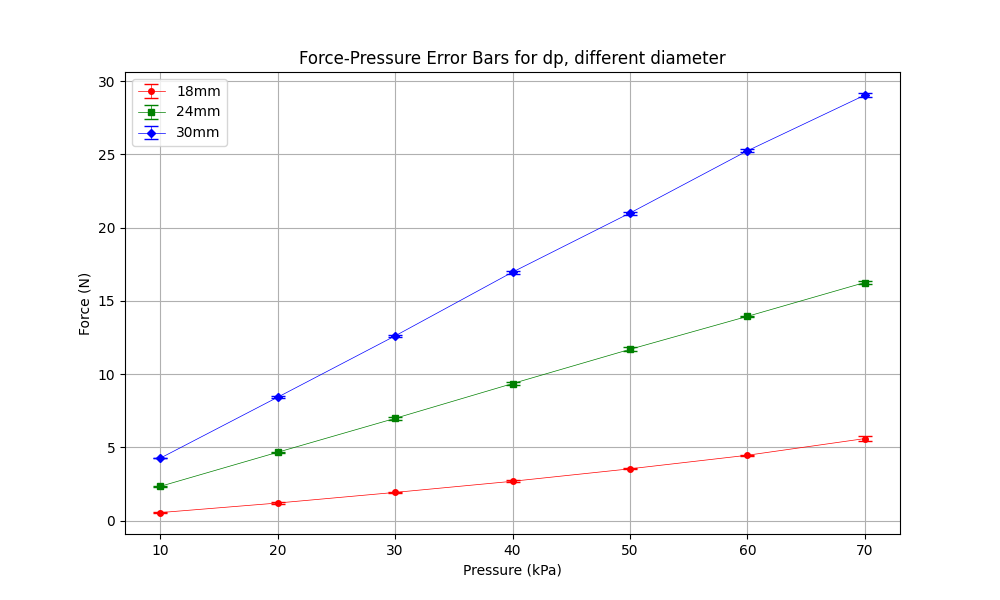 Force-Pressure Error Bars for dp, different diameter
18mm
24mm
30mm
30
25
20
15
10
5
0
Force (N)
10 20 30 40 50 60 70
Pressure (kPa)